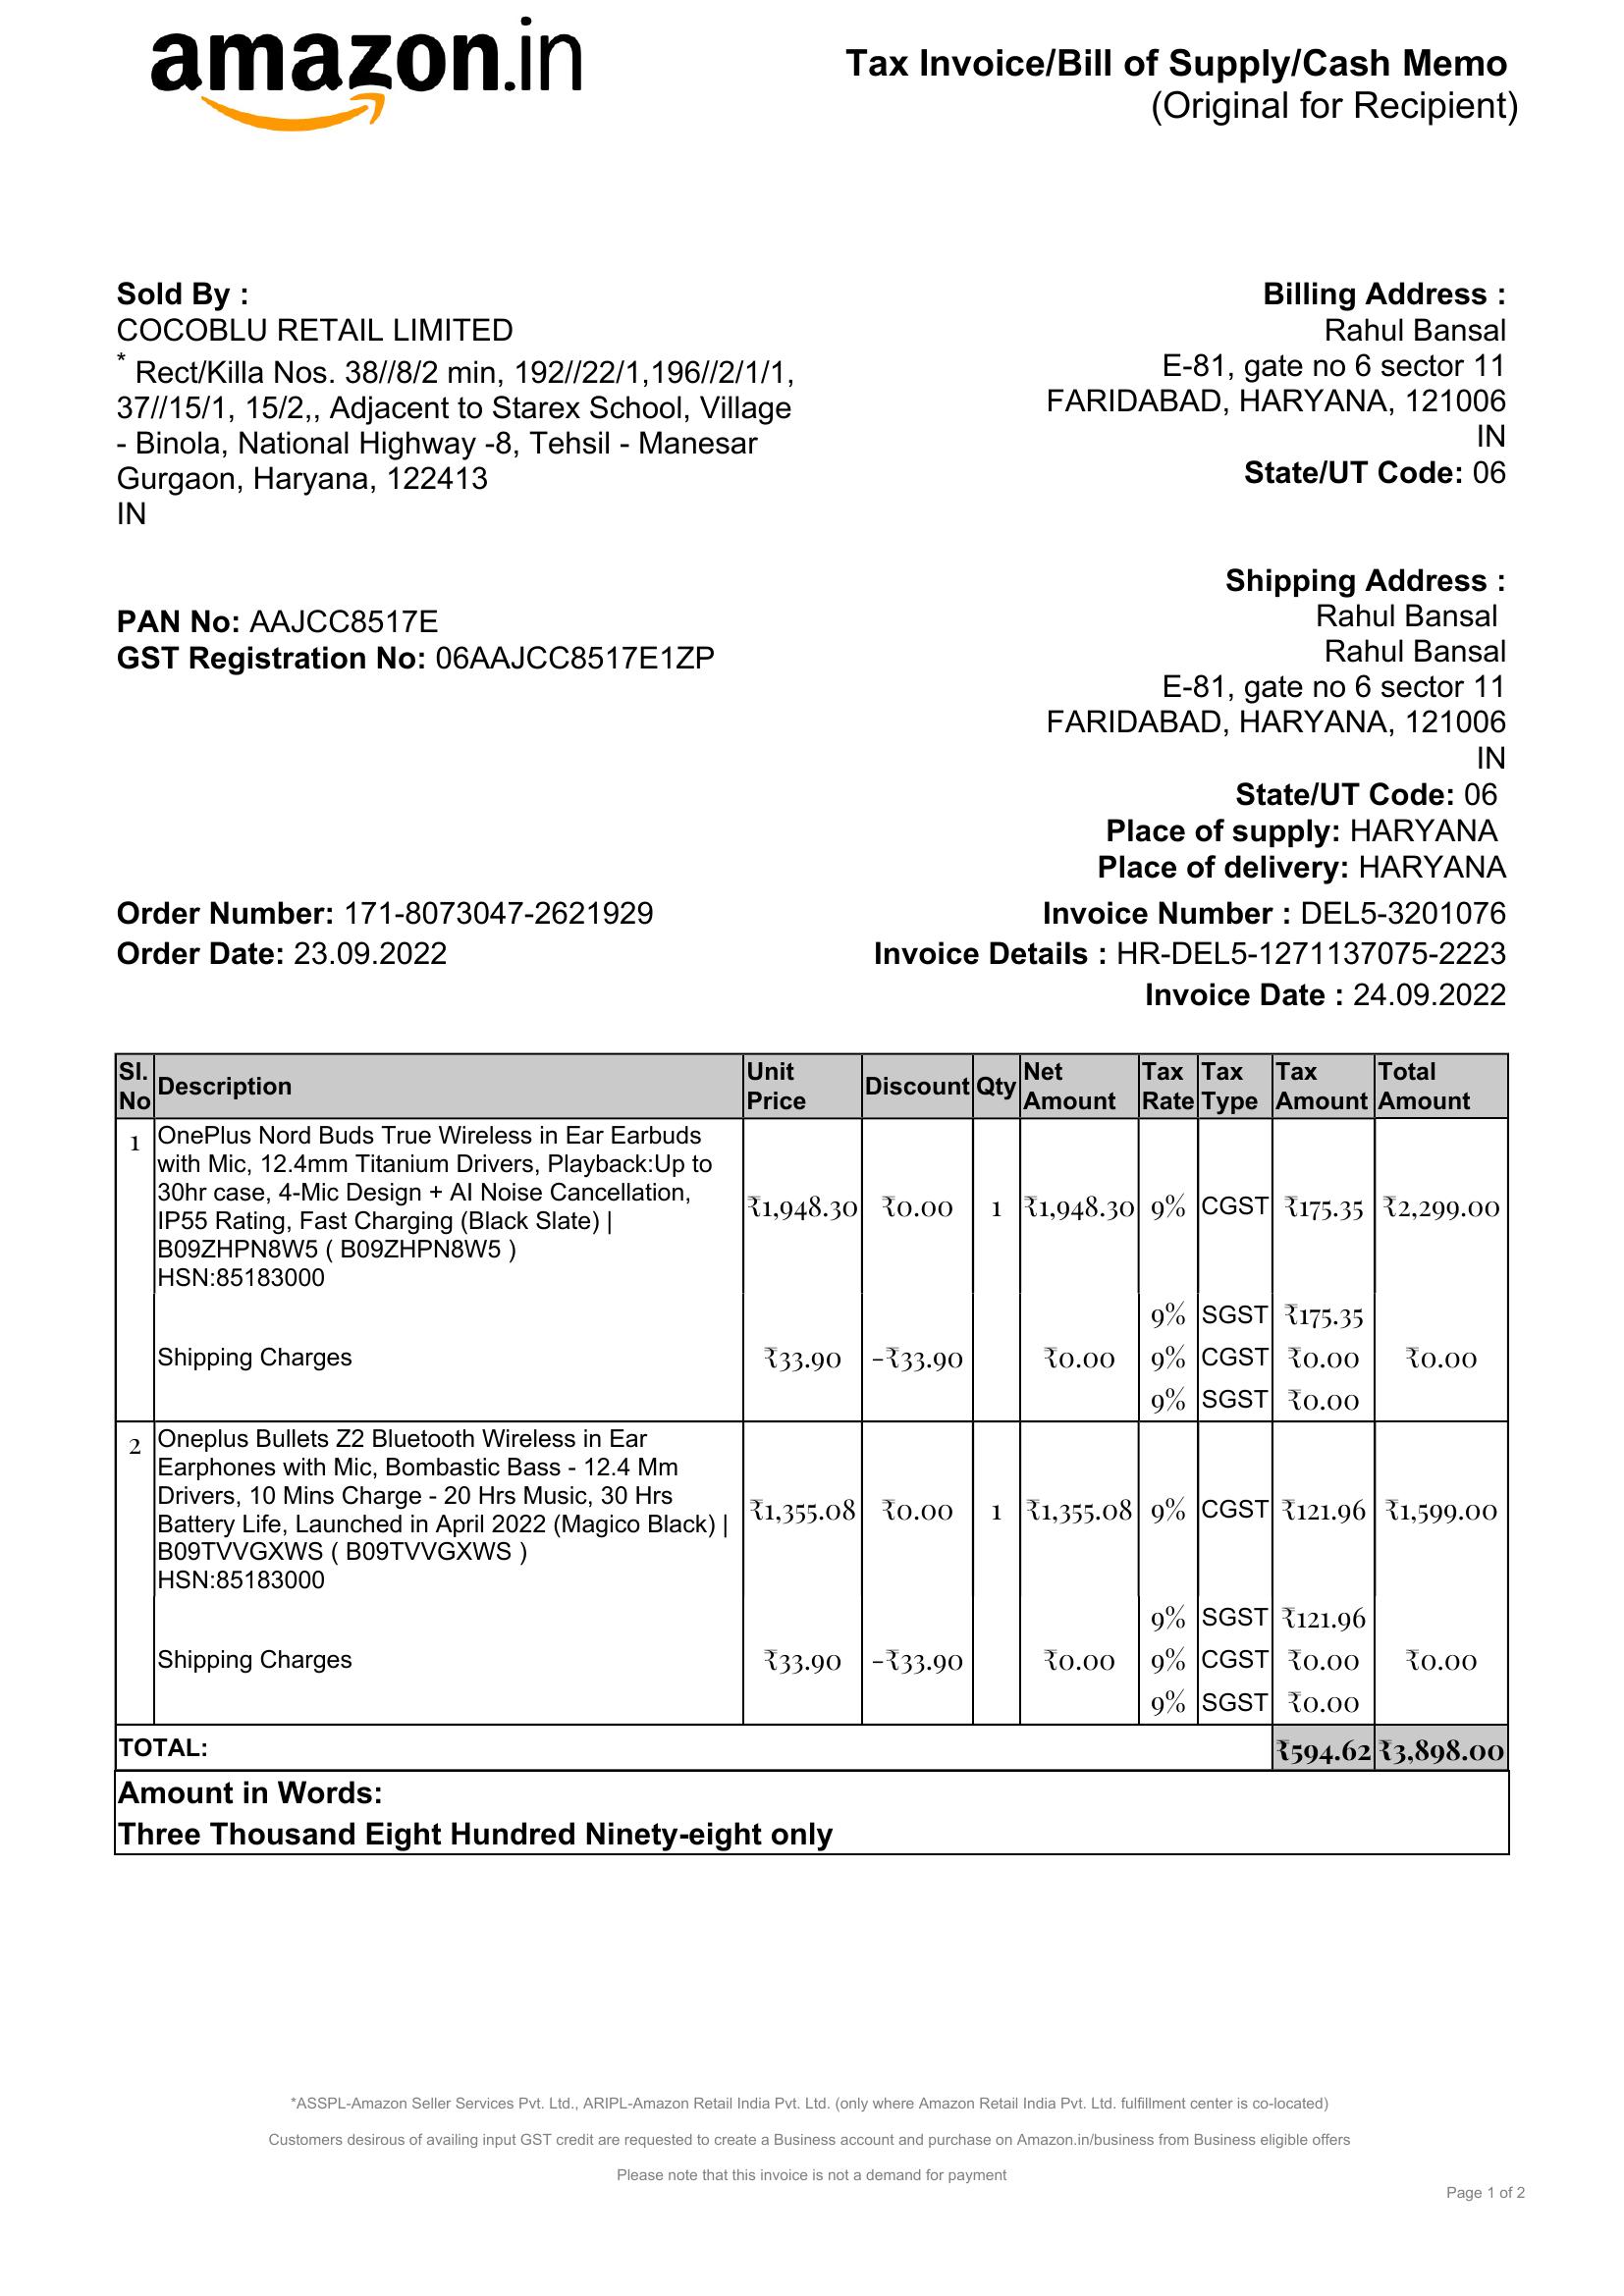 amazon.in
Tax Invoice/Bill of Supply/Cash Memo
(Original for Recipient)
Sold By :
COCOBLU RETAIL LIMITED
* Rect/Killa Nos. 38//8/2 min, 192//22/1,196//2/1/1,
37//15/1, 15/2,, Adjacent to Starex School, Village
- Binola, National Highway -8, Tehsil - Manesar
Gurgaon, Haryana, 122413
IN
PAN No: AAJCC8517E
GST Registration No: 06AAJCC8517E1ZP
Billing Address :
Rahul Bansal
E-81, gate no 6 sector 11
FARIDABAD, HARYANA, 121006
IN
State/UT Code: 06
Shipping Address :
Rahul Bansal
Rahul Bansal
E-81, gate no 6 sector 11
FARIDABAD, HARYANA, 121006
IN
State/UT Code: 06
Place of supply: HARYANA
Place of delivery: HARYANA
Order Number: 171-8073047-2621929
Order Date: 23.09.2022
Invoice Number : DEL5-3201076
Invoice Details : HR-DEL5-1271137075-2223
Invoice Date : 24.09.2022
Sl. No Description Unit Price Discount Qty Net Amount Tax Rate Tax Type Tax Amount Total Amount
1 OnePlus Nord Buds True Wireless in Ear Earbuds
with Mic, 12.4mm Titanium Drivers, Playback:Up to
30hr case, 4-Mic Design + AI Noise Cancellation,
IP55 Rating, Fast Charging (Black Slate) |
B09ZHPN8W5 ( B09ZHPN8W5 )
HSN:85183000
₹1,948.30 ₹0.00 1 ₹1,948.30 9% CGST ₹175.35 ₹2,299.00
9% SGST ₹175.35
Shipping Charges ₹33.90 -₹33.90 ₹0.00 9% CGST ₹0.00 ₹0.00
9% SGST ₹0.00
2 Oneplus Bullets Z2 Bluetooth Wireless in Ear
Earphones with Mic, Bombastic Bass - 12.4 Mm
Drivers, 10 Mins Charge - 20 Hrs Music, 30 Hrs
Battery Life, Launched in April 2022 (Magico Black) |
B09TVVGXWS ( B09TVVGXWS )
HSN:85183000
₹1,355.08 ₹0.00 1 ₹1,355.08 9% CGST ₹121.96 ₹1,599.00
9% SGST ₹121.96
Shipping Charges ₹33.90 -₹33.90 ₹0.00 9% CGST ₹0.00 ₹0.00
9% SGST ₹0.00
TOTAL: ₹594.62 ₹3,898.00
Amount in Words:
Three Thousand Eight Hundred Ninety-eight only
*ASSPL-Amazon Seller Services Pvt. Ltd., ARIPL-Amazon Retail India Pvt. Ltd. (only where Amazon Retail India Pvt. Ltd. fulfillment center is co-located)
Customers desirous of availing input GST credit are requested to create a Business account and purchase on Amazon.in/business from Business eligible offers
Please note that this invoice is not a demand for payment
Page 1 of 2